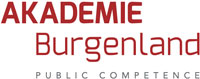 AKADEMIE
Burgenland
PUBLIC COMPETENCE